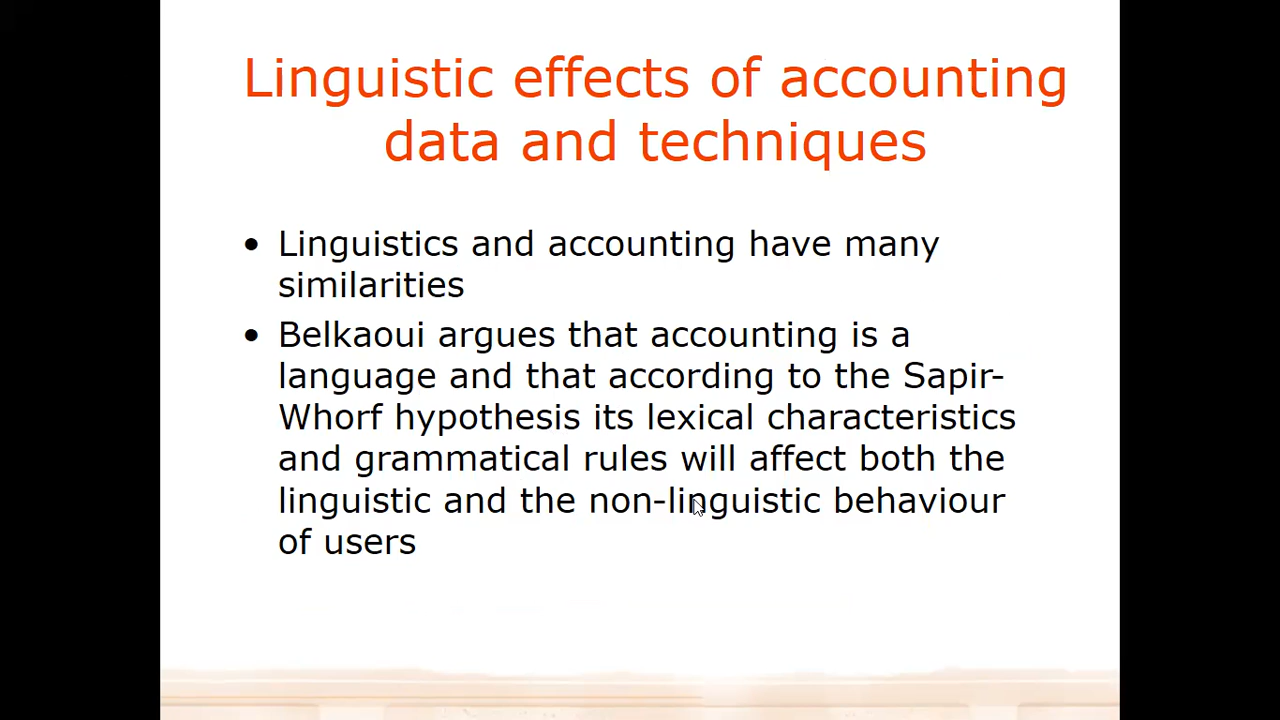 Linguistic effects of accounting
data and techniques
• Linguistics and accounting have many
similarities
• Belkaoui argues that accounting is a
language and that according to the Sapir-
Whorf hypothesis its lexical characteristics
and grammatical rules will affect both the
linguistic and the non-linguistic behaviour
of users